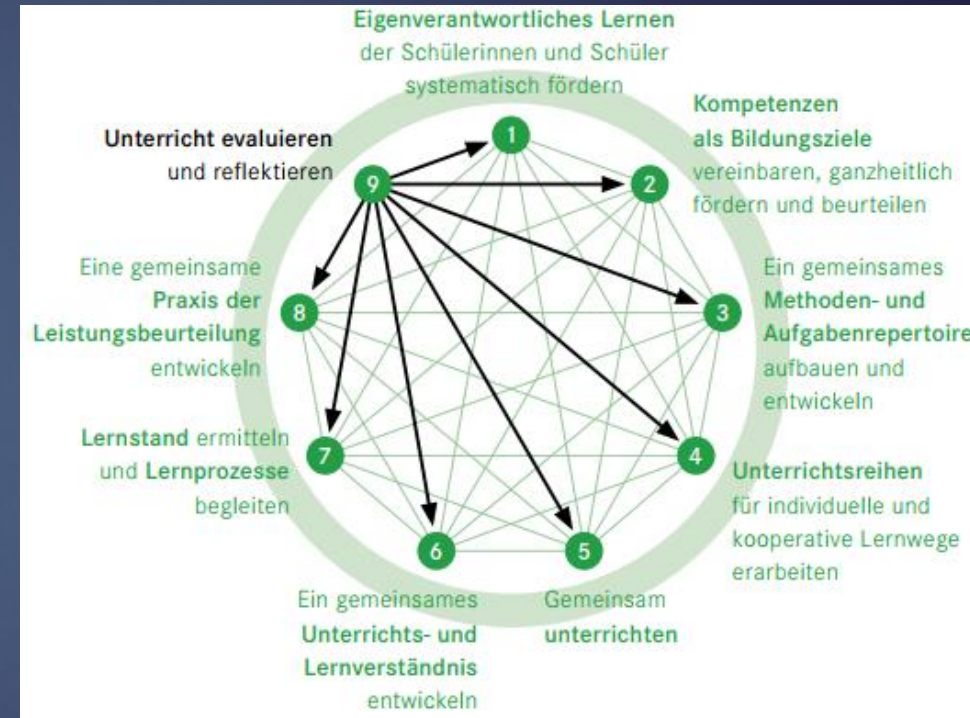 Eigenverantwortliches Lernen
der Schülerinnen und Schüler
systematisch fördern
1
Kompetenzen
als Bildungsziele
vereinbaren, ganzheitlich
fördern und beurteilen
2
Ein gemeinsames
Methoden- und
Aufgabenrepertoire
aufbauen und
entwickeln
3
Unterrichtsreihen
für individuelle und
kooperative Lernwege
erarbeiten
4
Gemeinsam
unterrichten
5
Ein gemeinsames
Unterrichts- und
Lernverständnis
entwickeln
6
Lernstand ermitteln
und Lernprozesse
begleiten
7
Eine gemeinsame
Praxis der
Leistungsbeurteilung
entwickeln
8
Unterricht evaluieren
und reflektieren
9